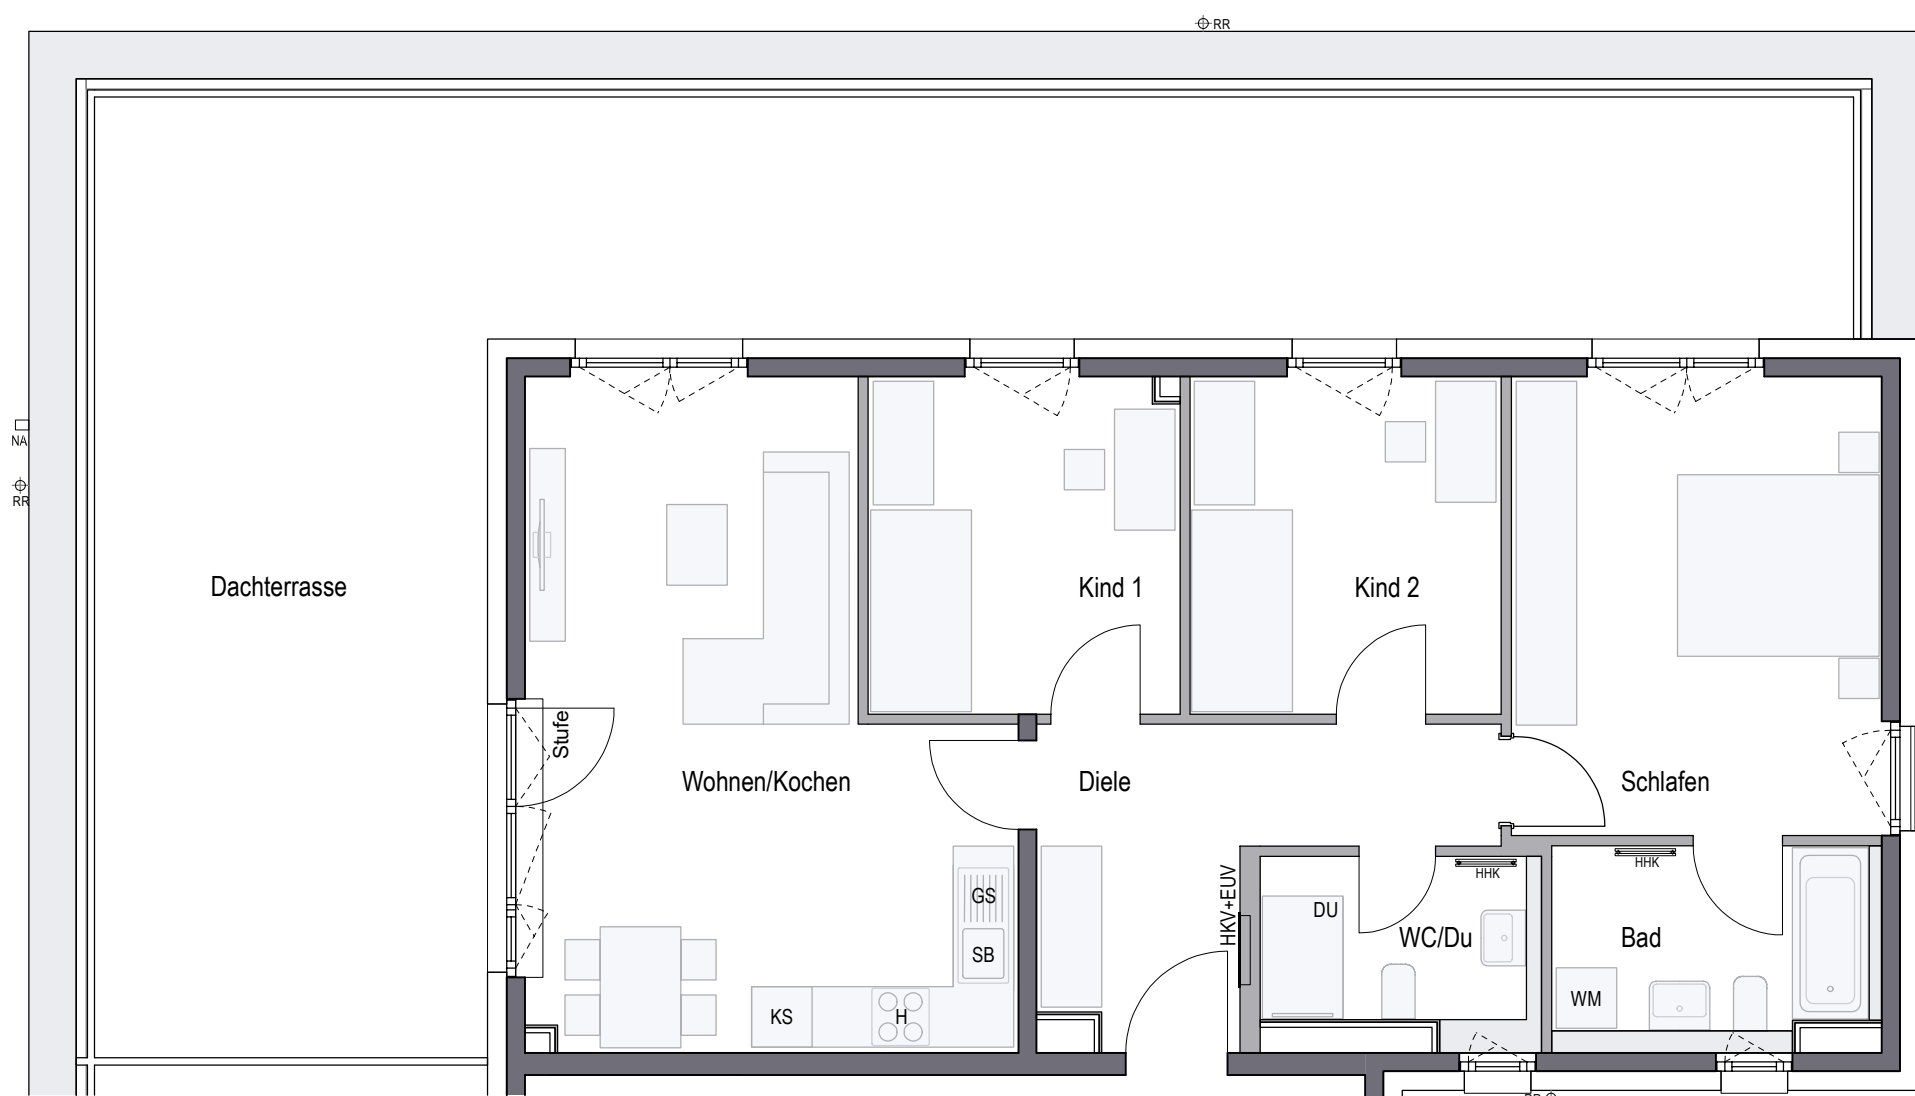 RR
NA
RR
Dachterrasse
Kind 1
Kind 2
Stufe
Wohnen/Kochen
Diele
Schlafen
HHK
HHK
GS
HKV+EUV
DU
WC/Du
Bad
SB
WM
KS
H